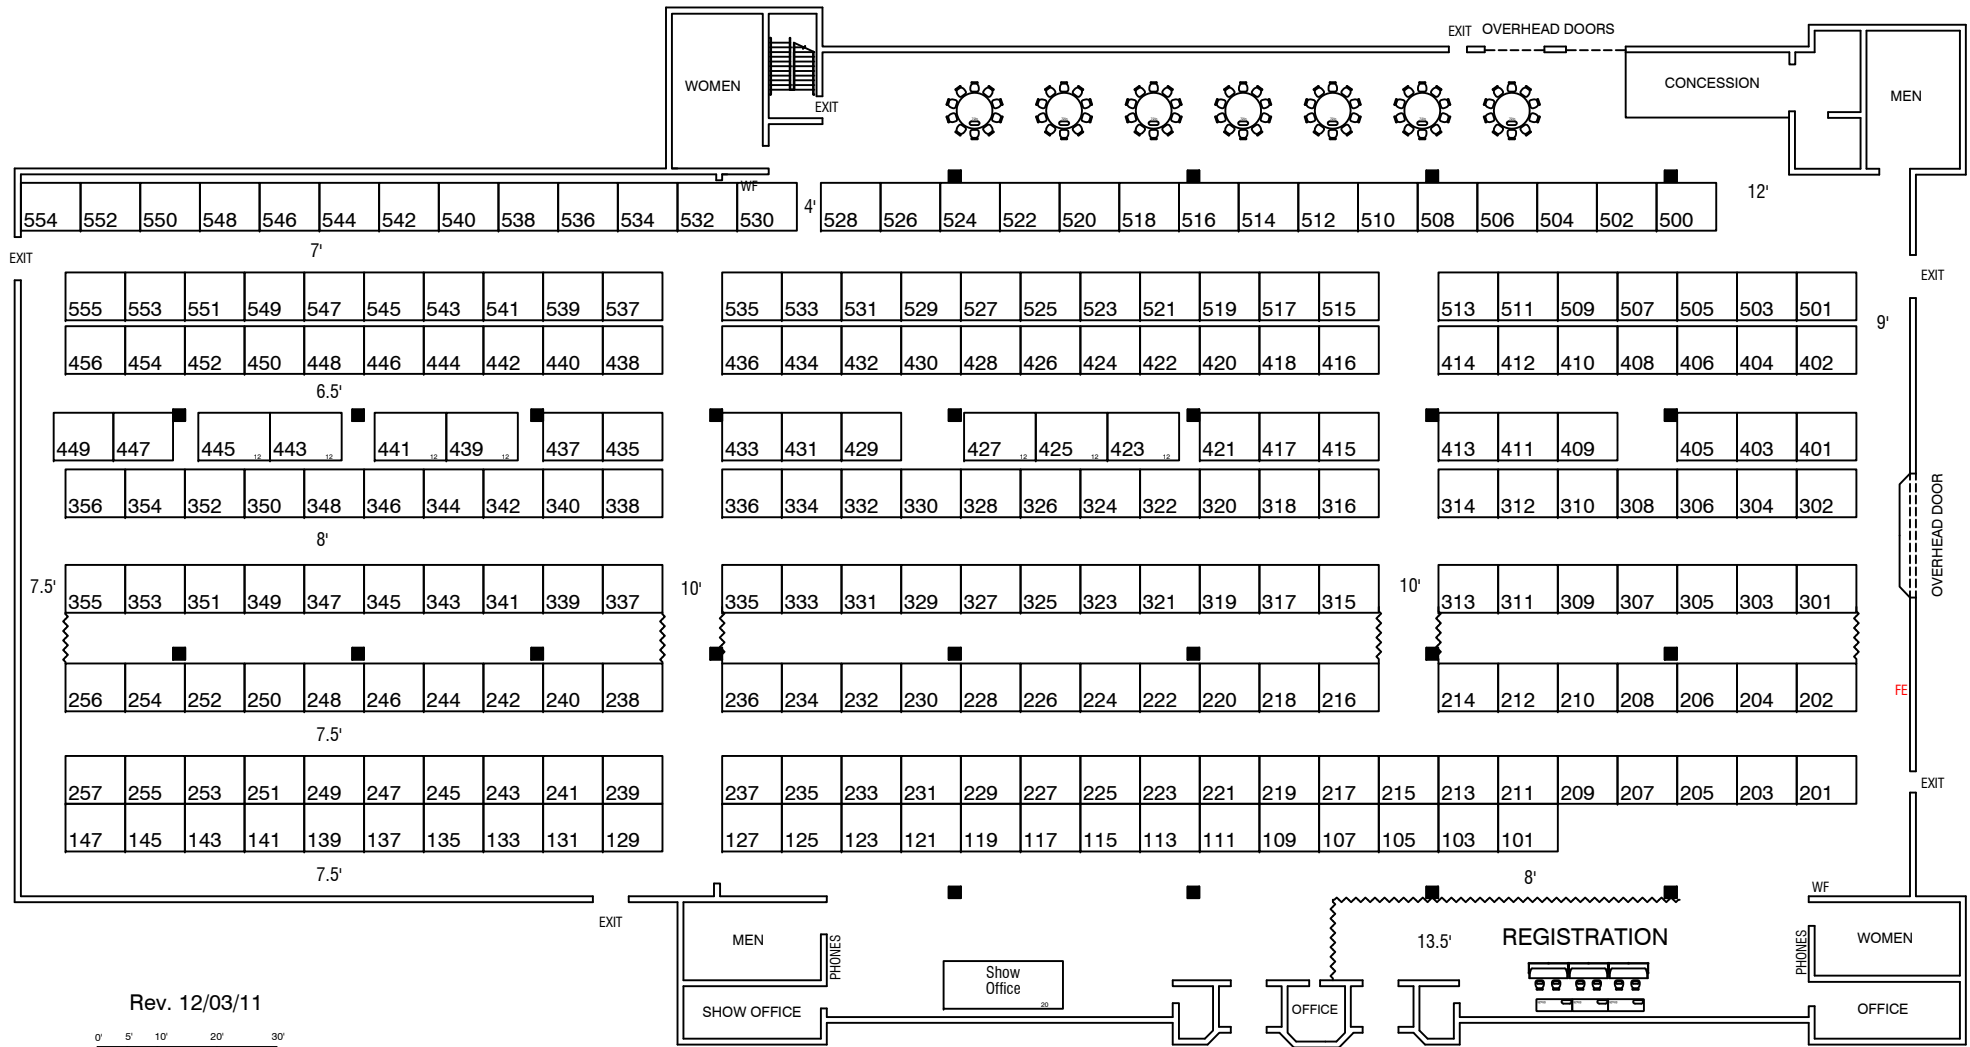 EXIT OVERHEAD DOORS
WOMEN
CONCESSION
MEN
EXIT
WF
12'
4'
554 552 550 548 546 544 542 540 538 536 534 532 530 528 526 524 522 520 518 516 514 512 510 508 506 504 502 500
7'
EXIT
EXIT
555 553 551 549 547 545 543 541 539 537 535 533 531 529 527 525 523 521 519 517 515 513 511 509 507 505 503 501
9'
456 454 452 450 448 446 444 442 440 438 436 434 432 430 428 426 424 422 420 418 416 414 412 410 408 406 404 402
6.5'
449 447 445 12 443 12 441 12 439 12 437 435 433 431 429 427 12 425 12 423 12 421 417 415 413 411 409 405 403 401
356 354 352 350 348 346 344 342 340 338 336 334 332 330 328 326 324 322 320 318 316 314 312 310 308 306 304 302
OVERHEAD DOOR
8'
7.5' 10' 10'
355 353 351 349 347 345 343 341 339 337 335 333 331 329 327 325 323 321 319 317 315 313 311 309 307 305 303 301
256 254 252 250 248 246 244 242 240 238 236 234 232 230 228 226 224 222 220 218 216 214 212 210 208 206 204 202
FE
7.5'
EXIT
257 255 253 251 249 247 245 243 241 239 237 235 233 231 229 227 225 223 221 219 217 215 213 211 209 207 205 203 201
147 145 143 141 139 137 135 133 131 129 127 125 123 121 119 117 115 113 111 109 107 105 103 101
7.5'
8'
WF
EXIT
MEN
PHONES
13.5'
REGISTRATION
PHONES
WOMEN
Show
Office
20
Rev. 12/03/11
SHOW OFFICE
OFFICE
OFFICE
0' 5' 10' 20' 30'